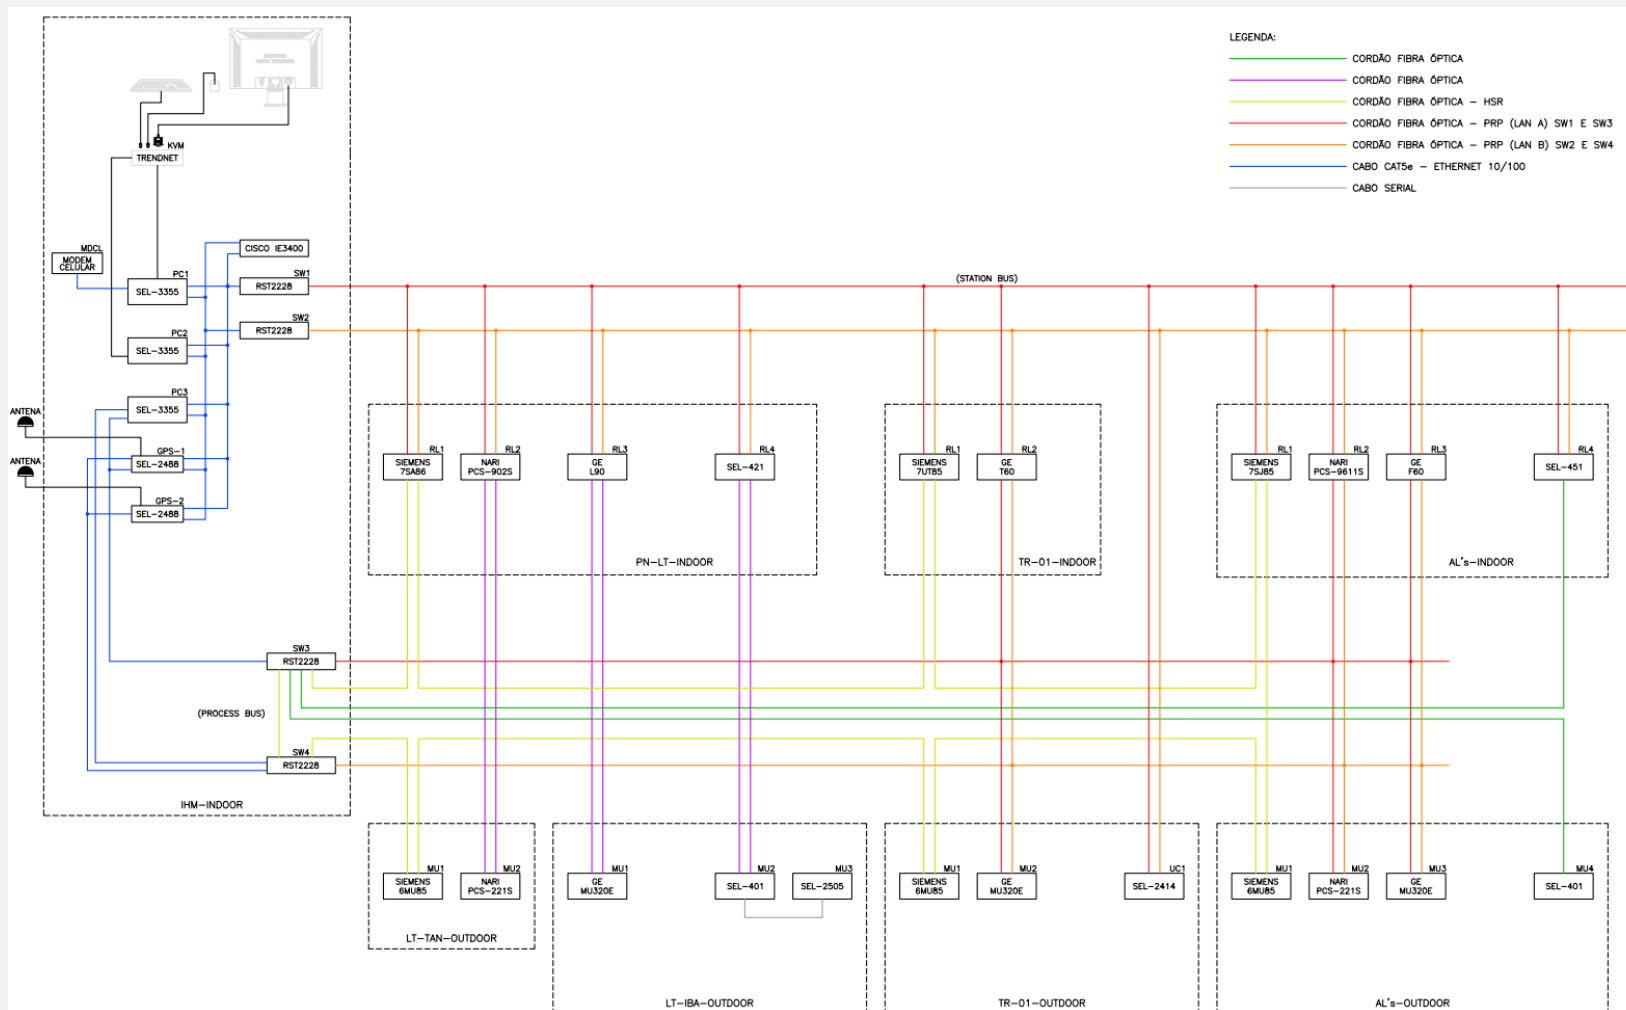 LEGENDA:
CORDÃO FIBRA ÓPTICA
CORDÃO FIBRA ÓPTICA
CORDÃO FIBRA ÓPTICA – HSR
CORDÃO FIBRA ÓPTICA – PRP (LAN A) SW1 E SW3
CORDÃO FIBRA ÓPTICA – PRP (LAN B) SW2 E SW4
CABO CAT5e – ETHERNET 10/100
CABO SERIAL
KVM
TRENDNET
MDCL
MODEM
CELULAR
CISCO IE3400
PC1
SEL-3355
SW1
RST2228
(STATION BUS)
SW2
RST2228
PC2
SEL-3355
PC3
SEL-3355
ANTENA
GPS-1
SEL-2488
ANTENA
GPS-2
SEL-2488
RL1
SIEMENS
7SA86
RL2
NARI
PCS-902S
RL3
GE
L90
RL4
SEL-421
PN-LT-INDOOR
RL1
SIEMENS
7UT85
RL2
GE
T60
TR-01-INDOOR
RL1
SIEMENS
7SJ85
RL2
NARI
PCS-9611S
RL3
GE
F60
RL4
SEL-451
AL's-INDOOR
SW3
RST2228
(PROCESS BUS)
SW4
RST2228
IHM-INDOOR
MU1
SIEMENS
6MU85
MU2
NARI
PCS-221S
LT-TAN-OUTDOOR
MU1
GE
MU320E
MU2
SEL-401
MU3
SEL-2505
LT-IBA-OUTDOOR
MU1
SIEMENS
6MU85
MU2
GE
MU320E
UC1
SEL-2414
TR-01-OUTDOOR
MU1
SIEMENS
6MU85
MU2
NARI
PCS-221S
MU3
GE
MU320E
MU4
SEL-401
AL's-OUTDOOR